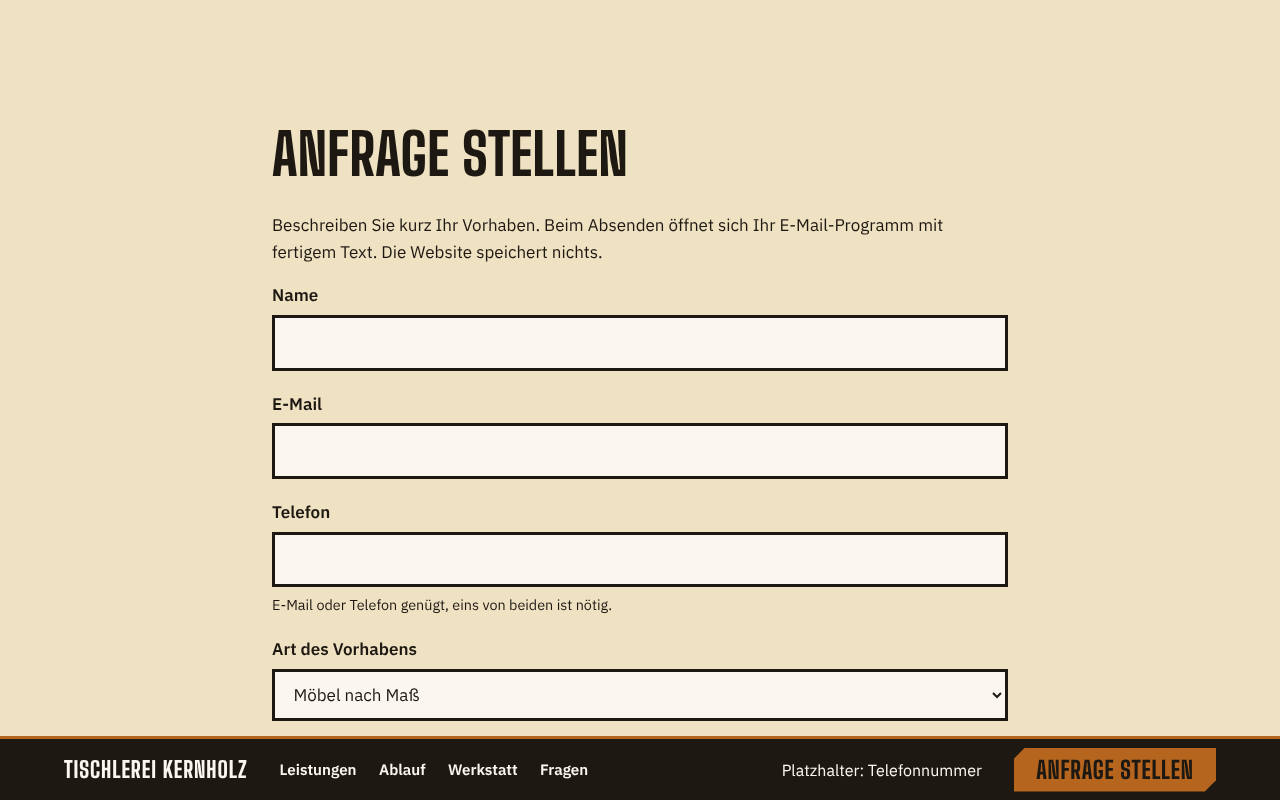 ANFRAGE STELLEN
Beschreiben Sie kurz Ihr Vorhaben. Beim Absenden öffnet sich Ihr E-Mail-Programm mit
fertigem Text. Die Website speichert nichts.
Name
E-Mail
Telefon
E-Mail oder Telefon genügt, eins von beiden ist nötig.
Art des Vorhabens
Möbel nach Maß
TISCHLEREI KERNHOLZ Leistungen Ablauf Werkstatt Fragen Platzhalter: Telefonnummer ANFRAGE STELLEN